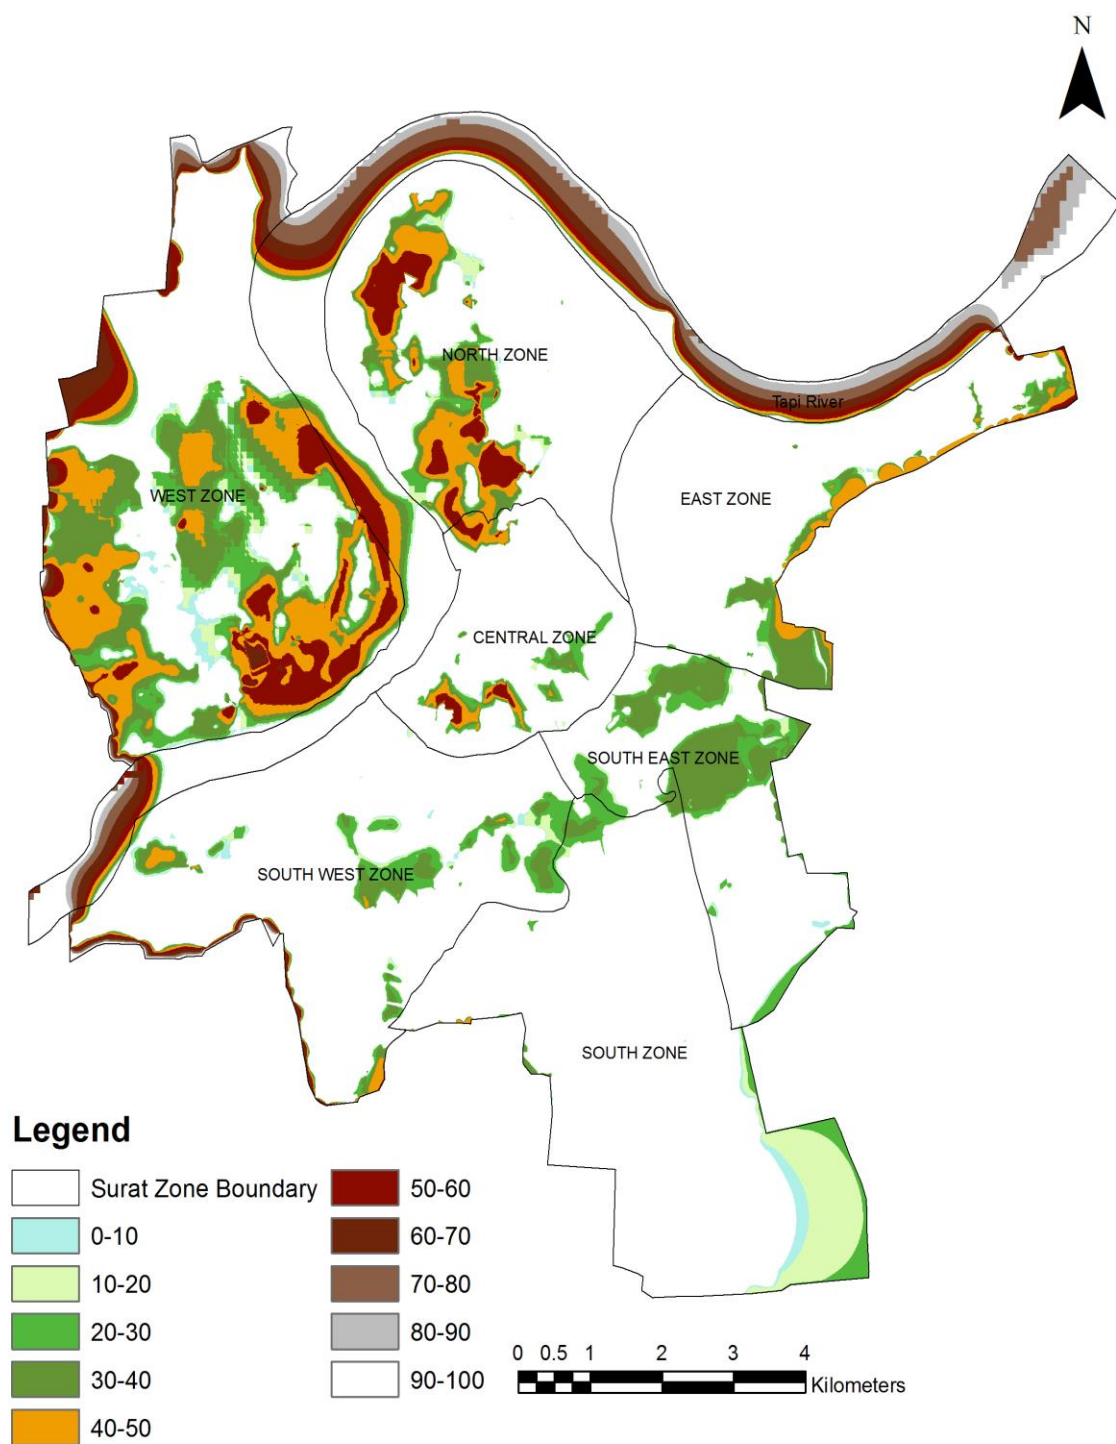 N
NORTH ZONE
Tapi River
WEST ZONE
EAST ZONE
CENTRAL ZONE
SOUTH EAST ZONE
SOUTH WEST ZONE
SOUTH ZONE
Legend
Surat Zone Boundary
0-10
10-20
20-30
30-40
40-50
50-60
60-70
70-80
80-90
90-100
0 0.5 1 2 3 4
Kilometers